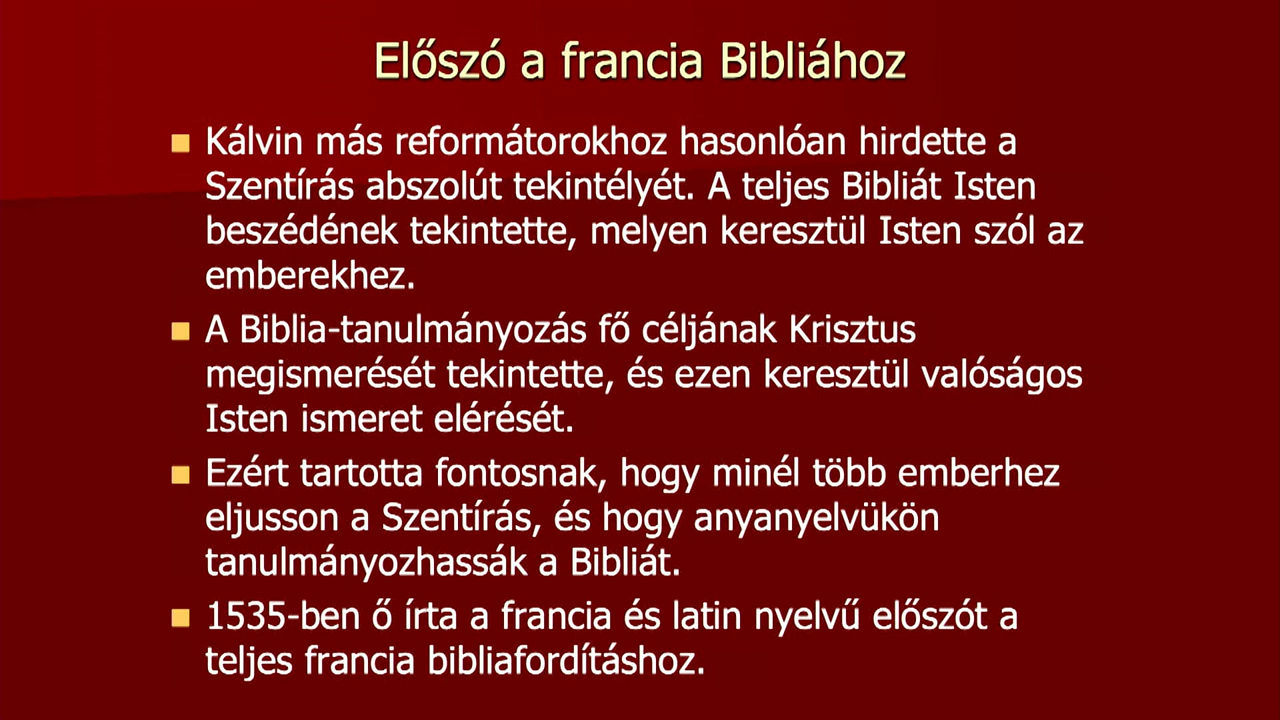 Előszó a francia Bibliához
Kálvin más reformátorokhoz hasonlóan hirdette a
Szentírás abszolút tekintélyét. A teljes Bibliát Isten
beszédének tekintette, melyen keresztül Isten szól az
emberekhez.
A Biblia-tanulmányozás fő céljának Krisztus
megismerését tekintette, és ezen keresztül valóságos
Isten ismeret elérését.
Ezért tartotta fontosnak, hogy minél több emberhez
eljusson a Szentírás, és hogy anyanyelvükön
tanulmányozhassák a Bibliát.
1535-ben ő írta a francia és latin nyelvű előszót a
teljes francia bibliafordításhoz.